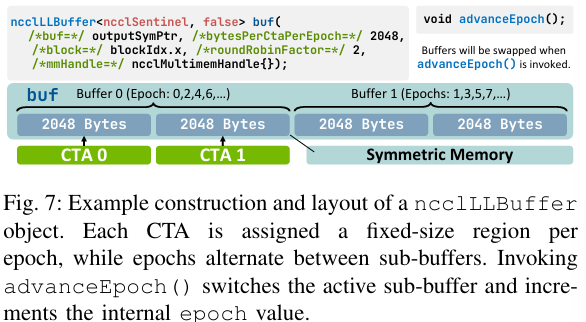 ncclLLBuffer<ncclSentinel, false> buf(
/*buf=*/ outputSymPtr, /*bytesPerCtaPerEpoch=*/ 2048,
/*block=*/ blockIdx.x, /*roundRobinFactor=*/ 2,
/*mmHandle=*/ ncclMultimemHandle{});
void advanceEpoch();
Buffers will be swapped when
advanceEpoch() is invoked.
buf
Buffer 0 (Epoch: 0,2,4,6,...)
Buffer 1 (Epochs: 1,3,5,7,...)
2048 Bytes
2048 Bytes
2048 Bytes
2048 Bytes
CTA 0
CTA 1
Symmetric Memory
Fig. 7: Example construction and layout of a ncclLLBuffer
object. Each CTA is assigned a fixed-size region per
epoch, while epochs alternate between sub-buffers. Invoking
advanceEpoch() switches the active sub-buffer and incre-
ments the internal epoch value.